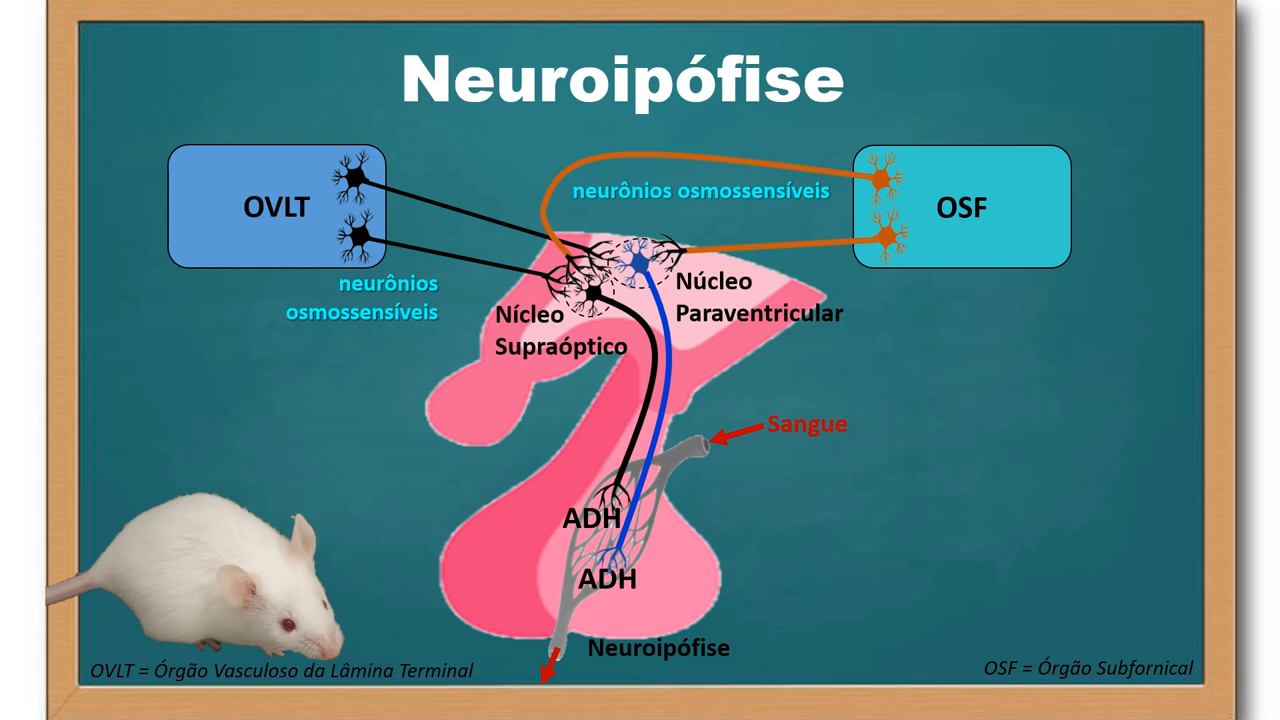 Neuroipófise
OVLT
neurônios osmossensíveis
OSF
neurônios
osmossensíveis
Núcleo
Paraventricular
Nícleo
Supraóptico
Sangue
ADH
ADH
Neuroipófise
OVLT = Órgão Vasculoso da Lâmina Terminal
OSF = Órgão Subfornical